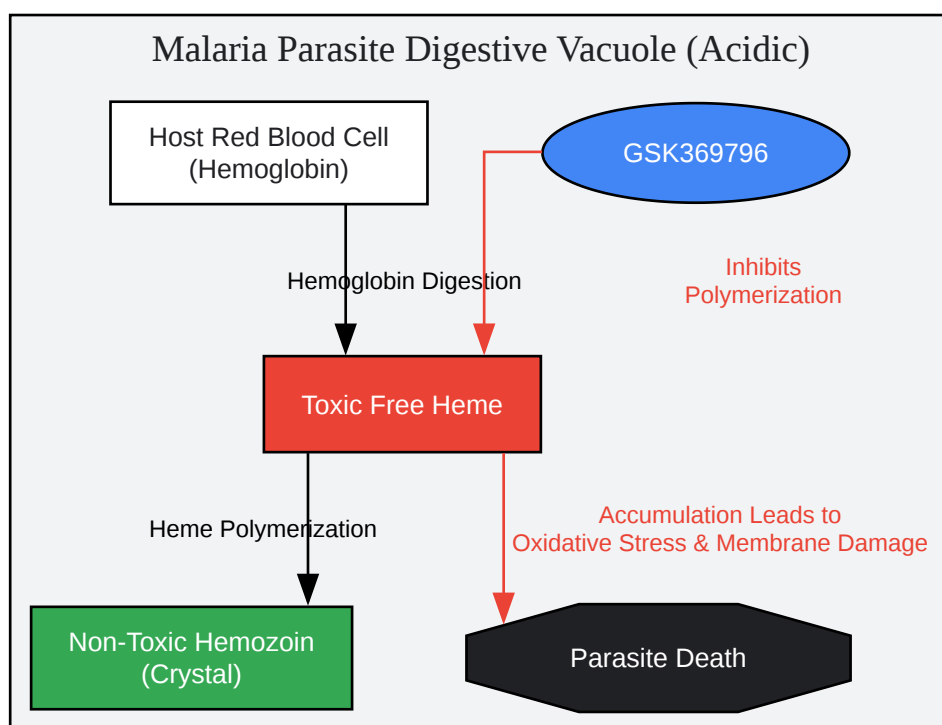 Malaria Parasite Digestive Vacuole (Acidic)
Host Red Blood Cell
(Hemoglobin)
GSK369796
Hemoglobin Digestion
Inhibits
Polymerization
Toxic Free Heme
Heme Polymerization
Accumulation Leads to
Oxidative Stress & Membrane Damage
Non-Toxic Hemozoin
(Crystal)
Parasite Death